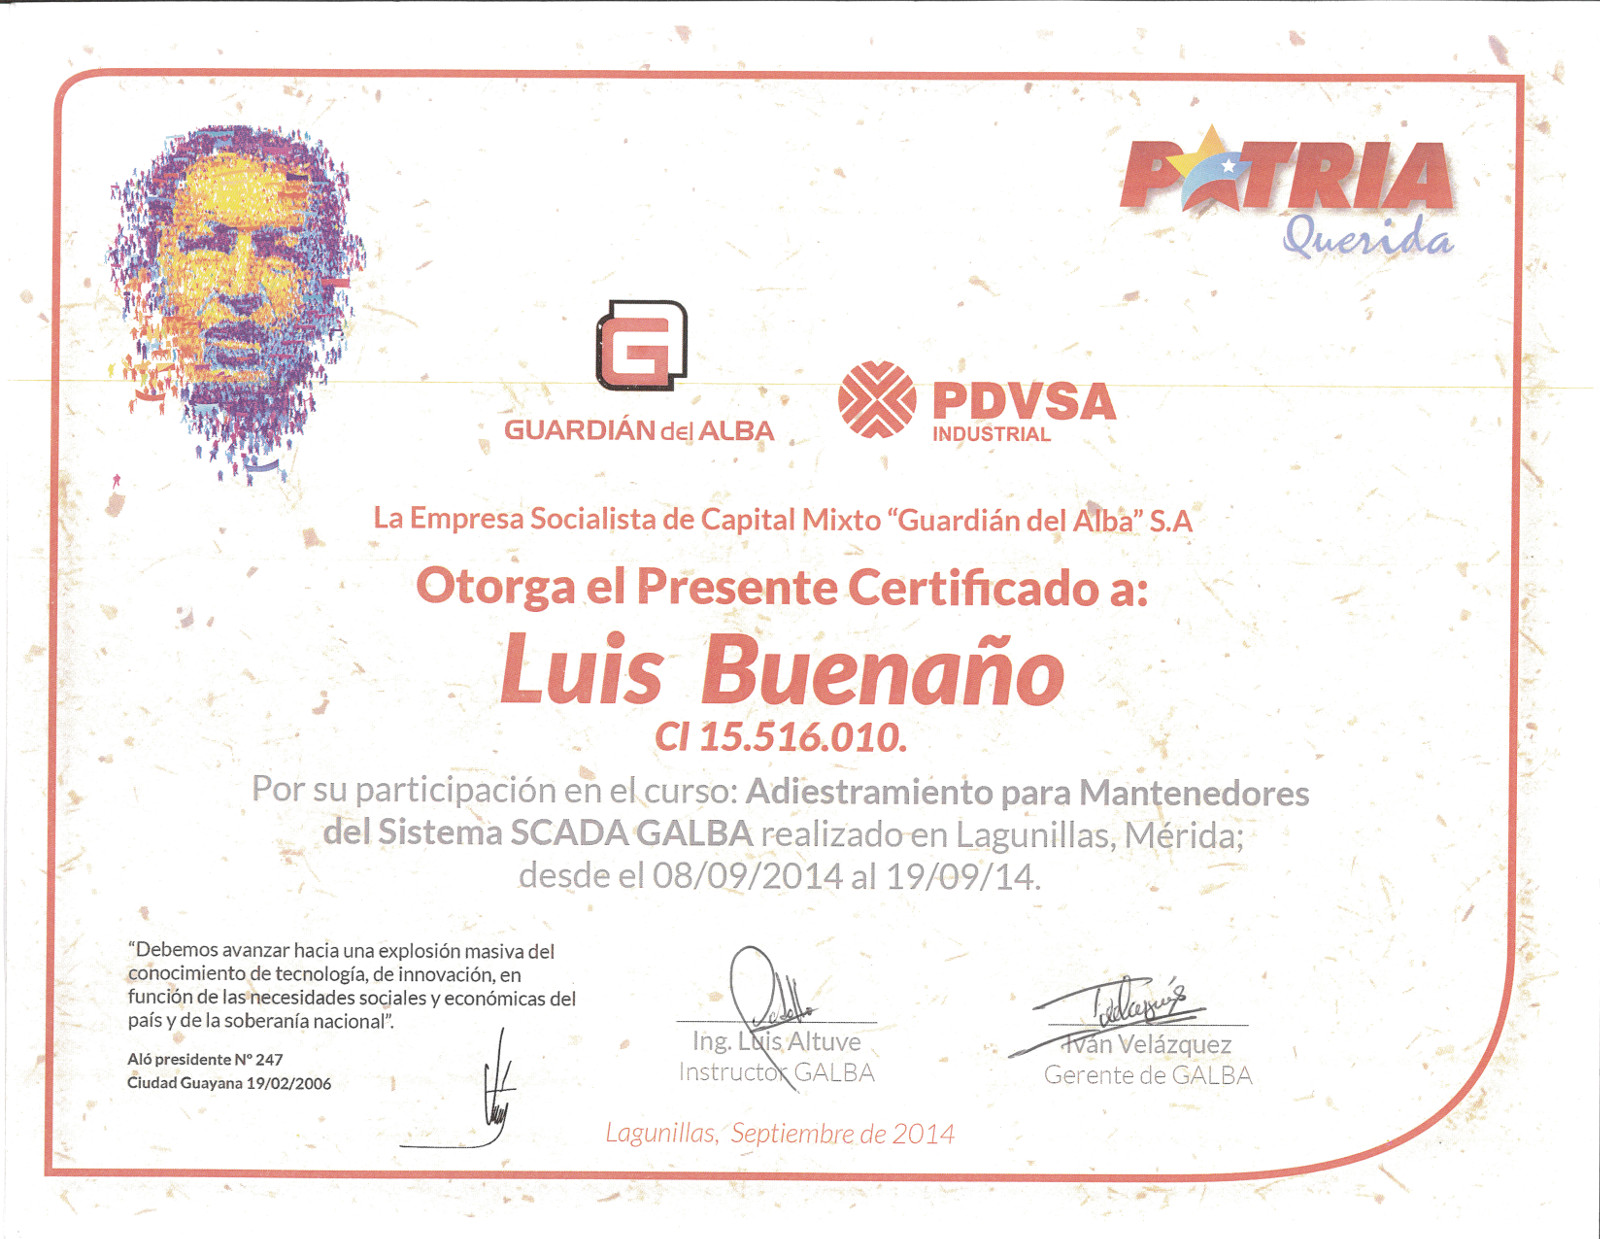 PATRIA
Querida
GUARDIÁN del ALBA
PDVSA
INDUSTRIAL
La Empresa Socialista de Capital Mixto “Guardián del Alba” S.A
Otorga el Presente Certificado a:
Luis Buenaño
CI 15.516.010.
Por su participación en el curso: Adiestramiento para Mantenedores
del Sistema SCADA GALBA realizado en Lagunillas, Mérida;
desde el 08/09/2014 al 19/09/14.
“Debemos avanzar hacia una explosión masiva del
conocimiento de tecnología, de innovación, en
función de las necesidades sociales y económicas del
país y de la soberanía nacional”.
Aló presidente Nº 247
Ciudad Guayana 19/02/2006
Ing. Luis Altuve
Instructor GALBA
Iván Velázquez
Gerente de GALBA
Lagunillas, Septiembre de 2014